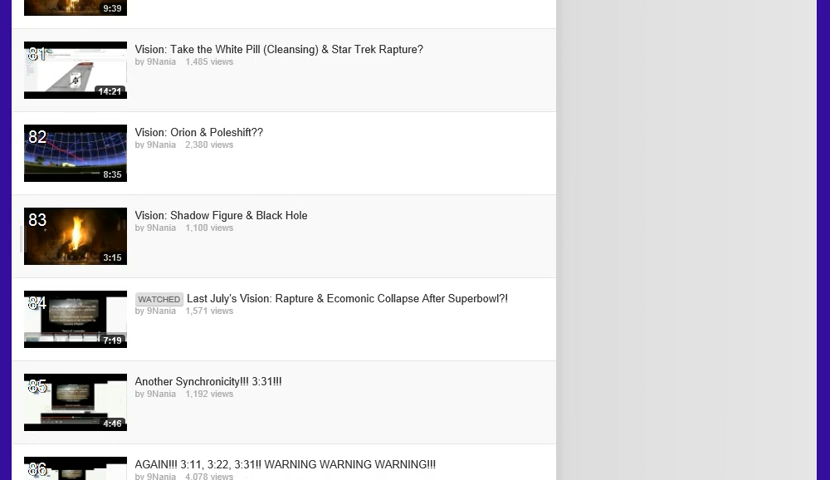 9:39
81
14:21
Vision: Take the White Pill (Cleansing) & Star Trek Rapture?
by 9Nania 1,485 views
82
8:35
Vision: Orion & Poleshift??
by 9Nania 2,380 views
83
3:15
Vision: Shadow Figure & Black Hole
by 9Nania 1,100 views
84
7:19
WATCHED Last July's Vision: Rapture & Ecomonic Collapse After Superbowl?!
by 9Nania 1,571 views
85
4:46
Another Synchronicity!!! 3:31!!!
by 9Nania 1,192 views
86
AGAIN!!! 3:11, 3:22, 3:31!! WARNING WARNING WARNING!!!
by 9Nania 4,078 views